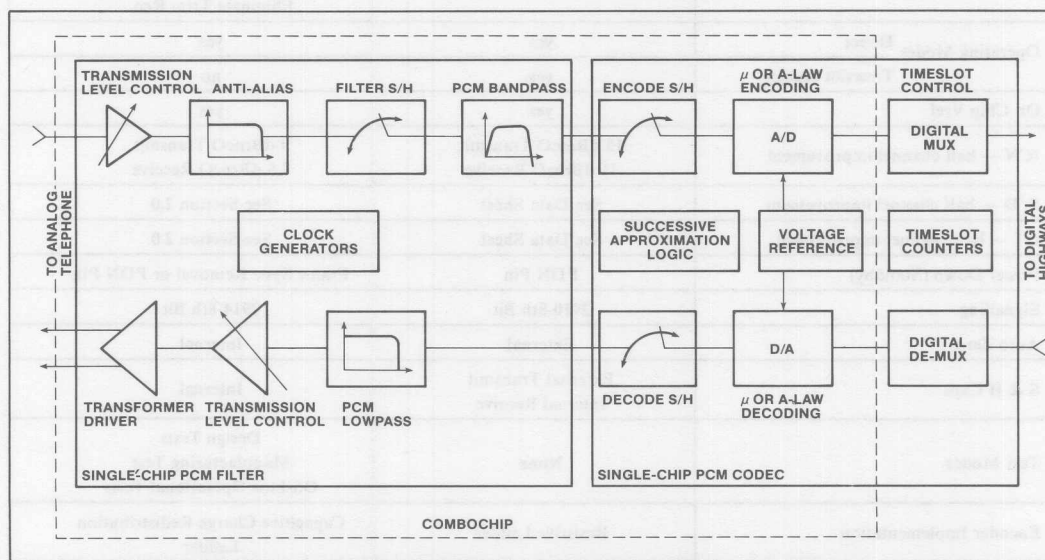 TRANSMISSION
LEVEL CONTROL
ANTI-ALIAS
FILTER S/H
PCM BANDPASS
ENCODE S/H
μ OR A-LAW
ENCODING
TIMESLOT
CONTROL
A/D
DIGITAL
MUX
TO ANALOG
TELEPHONE
CLOCK
GENERATORS
SUCCESSIVE
APPROXIMATION
LOGIC
VOLTAGE
REFERENCE
TIMESLOT
COUNTERS
TO DIGITAL
HIGHWAYS
D/A
DIGITAL
DE-MUX
TRANSFORMER
DRIVER
TRANSMISSION
LEVEL CONTROL
PCM
LOWPASS
DECODE S/H
μ OR A-LAW
DECODING
SINGLE-CHIP PCM FILTER
SINGLE-CHIP PCM CODEC
COMBOCHIP